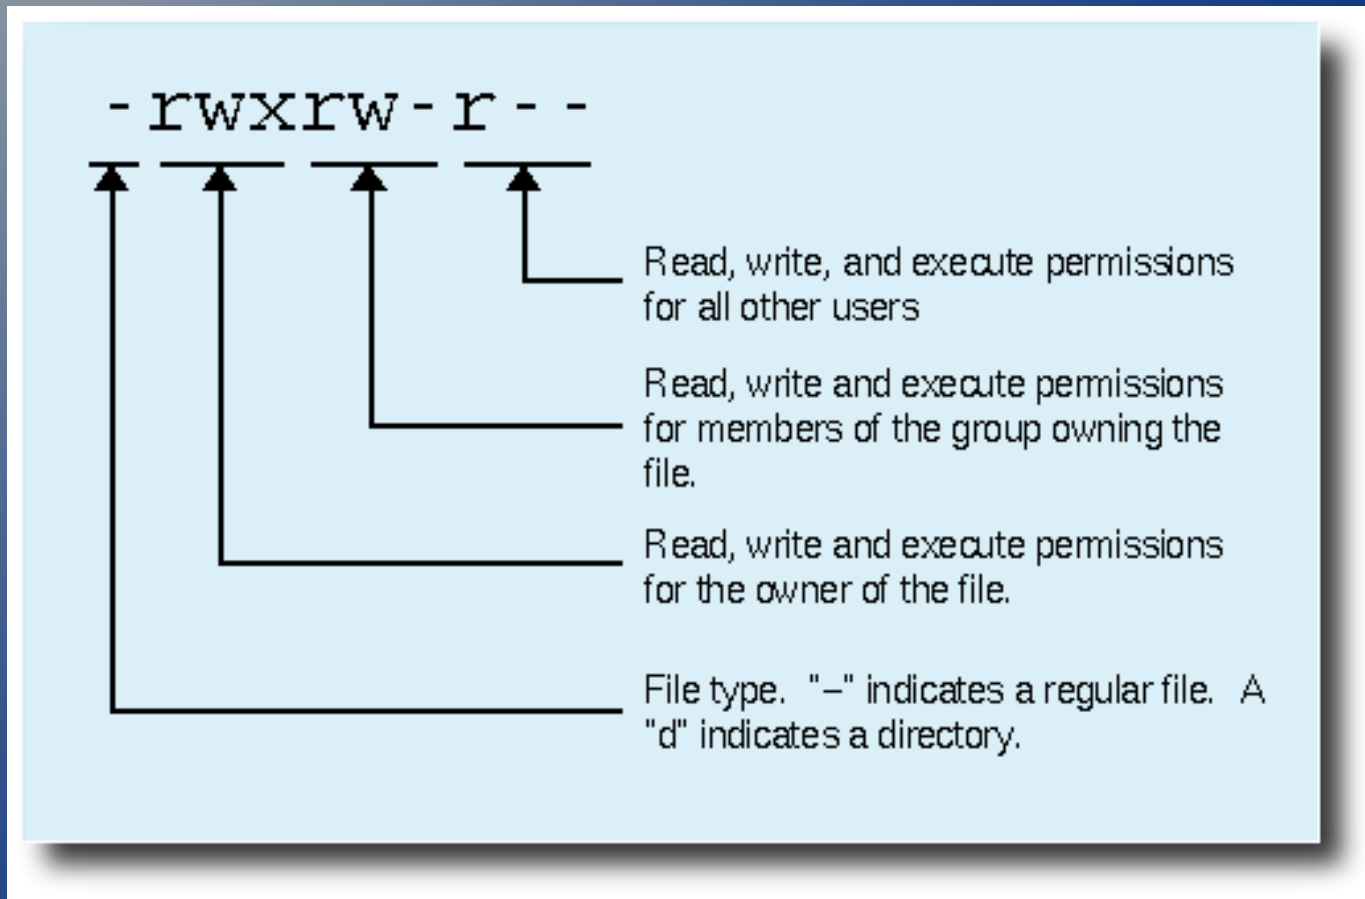 -rwxrw-r--
Read, write, and execute permissions
for all other users
Read, write and execute permissions
for members of the group owning the
file.
Read, write and execute permissions
for the owner of the file.
File type. "–" indicates a regular file. A
"d" indicates a directory.